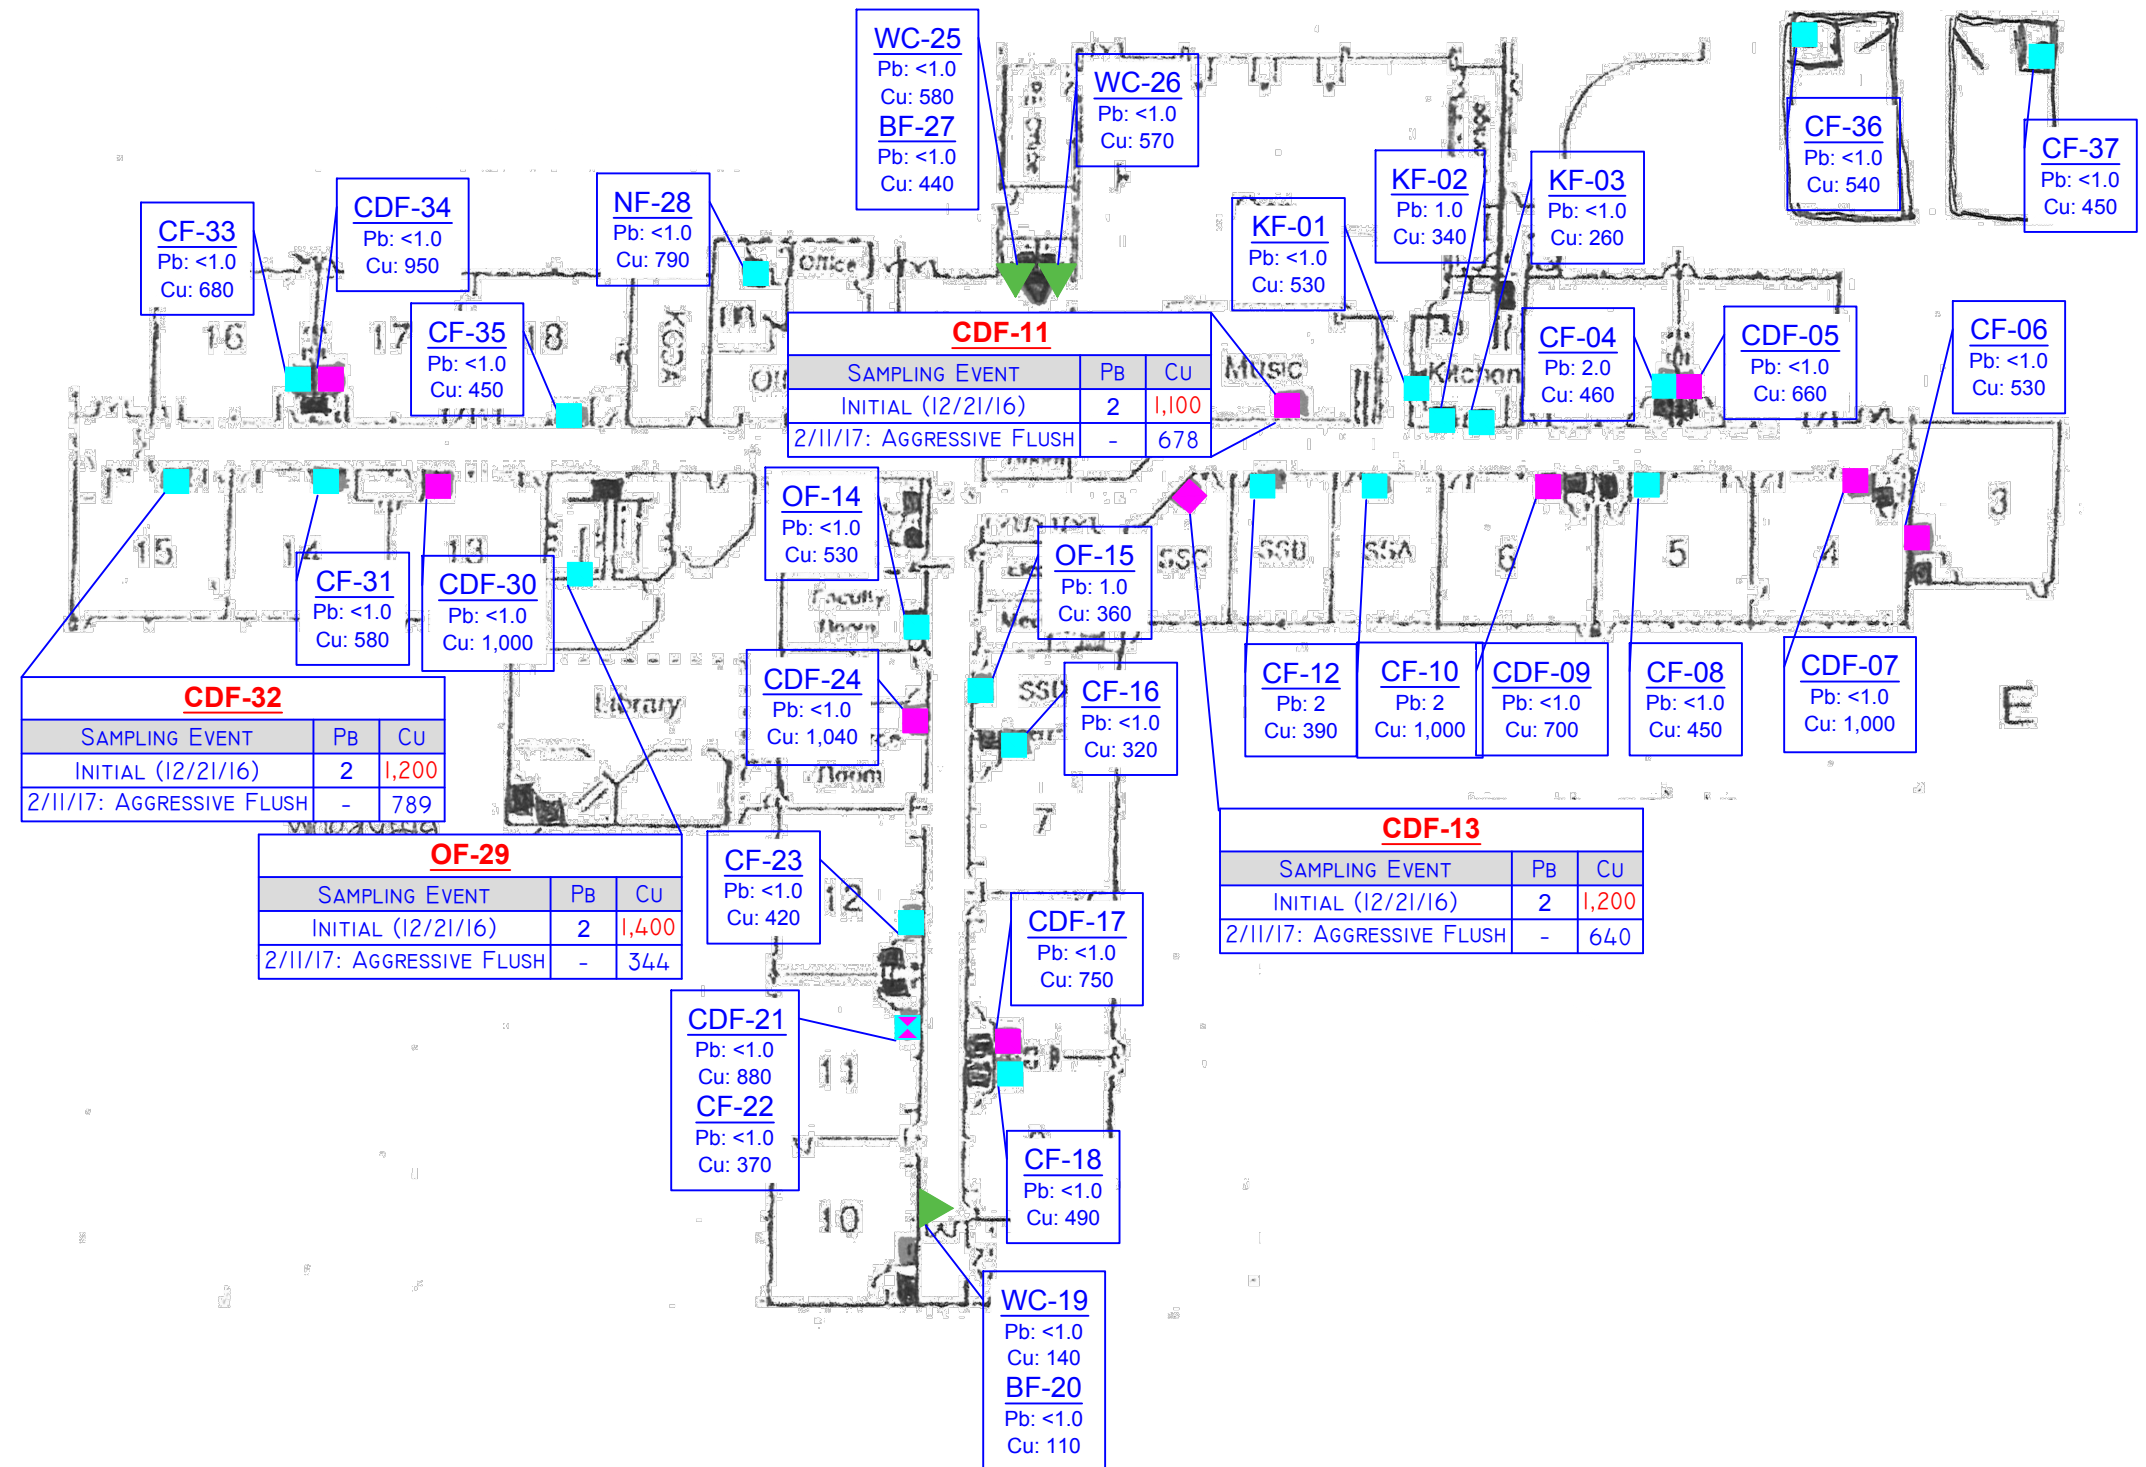 WC-25
Pb: <1.0
Cu: 580
BF-27
Pb: <1.0
Cu: 440
WC-26
Pb: <1.0
Cu: 570
CF-36
Pb: <1.0
Cu: 540
CF-37
Pb: <1.0
Cu: 450
KF-02
Pb: 1.0
Cu: 340
KF-03
Pb: <1.0
Cu: 260
KF-01
Pb: <1.0
Cu: 530
CF-33
Pb: <1.0
Cu: 680
CDF-34
Pb: <1.0
Cu: 950
NF-28
Pb: <1.0
Cu: 790
Office
16
17
CF-35
Pb: <1.0
Cu: 450
18
CDF-11
SAMPLING EVENT PB CU
INITIAL (12/21/16) 2 1,100
2/11/17: AGGRESSIVE FLUSH - 678
Music
Kitchen
CF-04
Pb: 2.0
Cu: 460
CDF-05
Pb: <1.0
Cu: 660
CF-06
Pb: <1.0
Cu: 530
15
14
13
CF-31
Pb: <1.0
Cu: 580
CDF-30
Pb: <1.0
Cu: 1,000
OF-14
Pb: <1.0
Cu: 530
Faculty
Room
OF-15
Pb: 1.0
Cu: 360
SSC
SSB
SSA
6
5
4
3
CDF-32
SAMPLING EVENT PB CU
INITIAL (12/21/16) 2 1,200
2/11/17: AGGRESSIVE FLUSH - 789
Library
CDF-24
Pb: <1.0
Cu: 1,040
Room
SSD
CF-16
Pb: <1.0
Cu: 320
CF-12
Pb: 2
Cu: 390
CF-10
Pb: 2
Cu: 1,000
CDF-09
Pb: <1.0
Cu: 700
CF-08
Pb: <1.0
Cu: 450
CDF-07
Pb: <1.0
Cu: 1,000
E
OF-29
SAMPLING EVENT PB CU
INITIAL (12/21/16) 2 1,400
2/11/17: AGGRESSIVE FLUSH - 344
7
CF-23
Pb: <1.0
Cu: 420
12
CDF-13
SAMPLING EVENT PB CU
INITIAL (12/21/16) 2 1,200
2/11/17: AGGRESSIVE FLUSH - 640
CDF-17
Pb: <1.0
Cu: 750
CDF-21
Pb: <1.0
Cu: 880
CF-22
Pb: <1.0
Cu: 370
11
CF-18
Pb: <1.0
Cu: 490
10
WC-19
Pb: <1.0
Cu: 140
BF-20
Pb: <1.0
Cu: 110